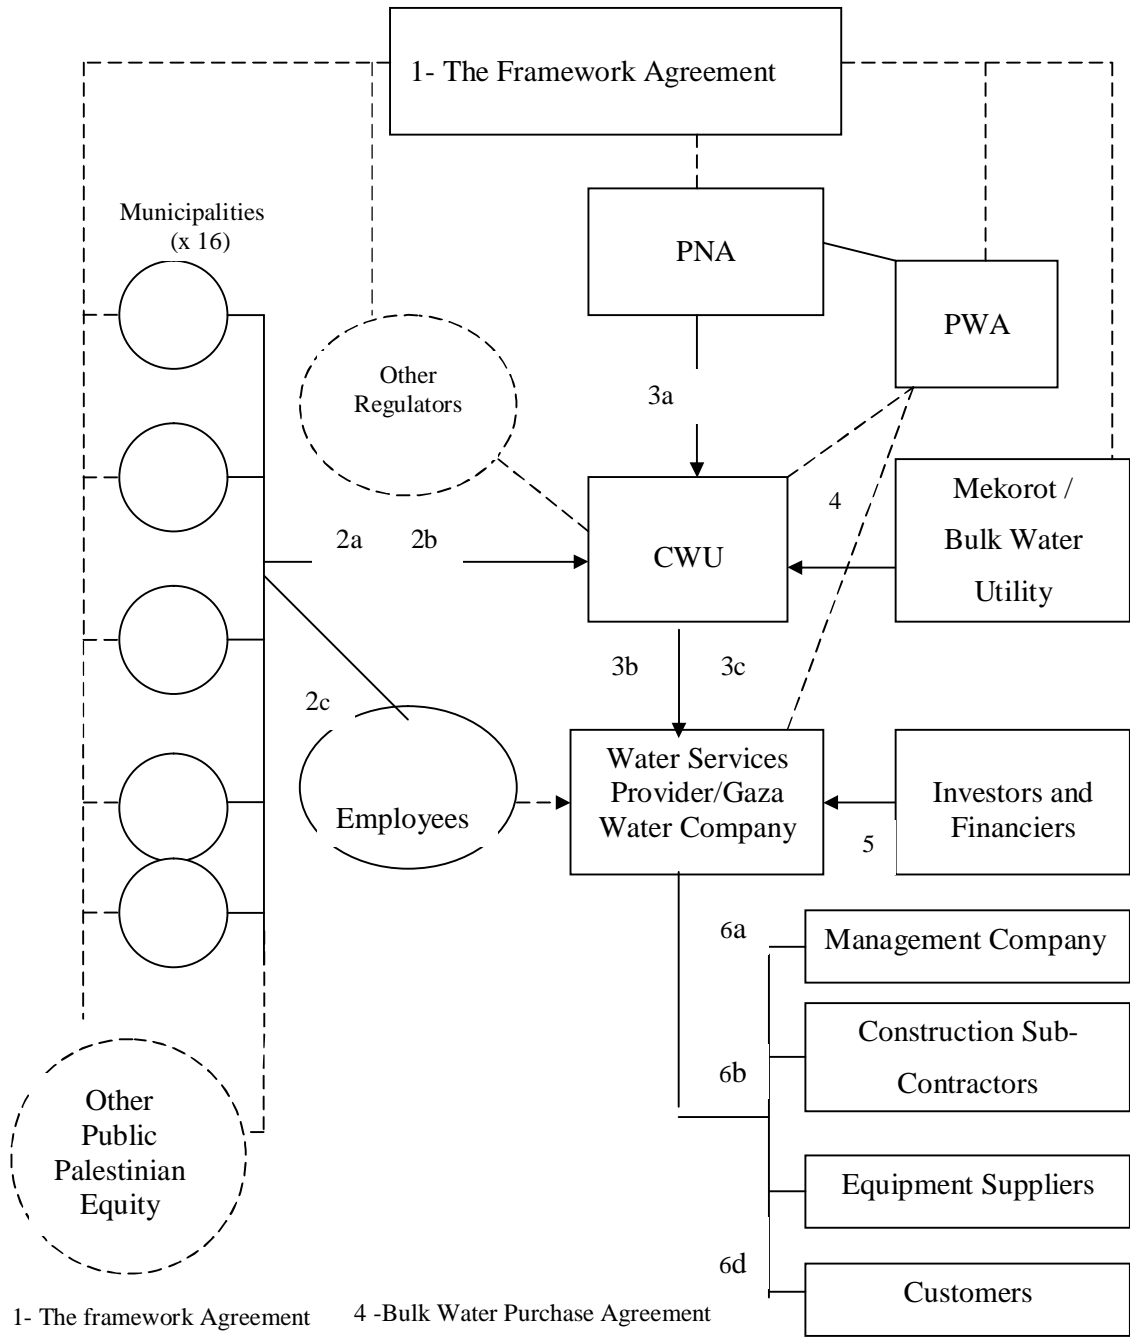 1- The Framework Agreement
Municipalities
(x 16)
PNA
PWA
Other
Regulators
3a
4
Mekorot /
Bulk Water
Utility
2a
2b
CWU
3b
3c
2c
Employees
Water Services
Provider/Gaza
Water Company
5
Investors and
Financiers
6a
Management Company
Construction Sub-
Contractors
6b
Other
Public
Palestinian
Equity
Equipment Suppliers
6d
Customers
1- The framework Agreement
4 -Bulk Water Purchase Agreement